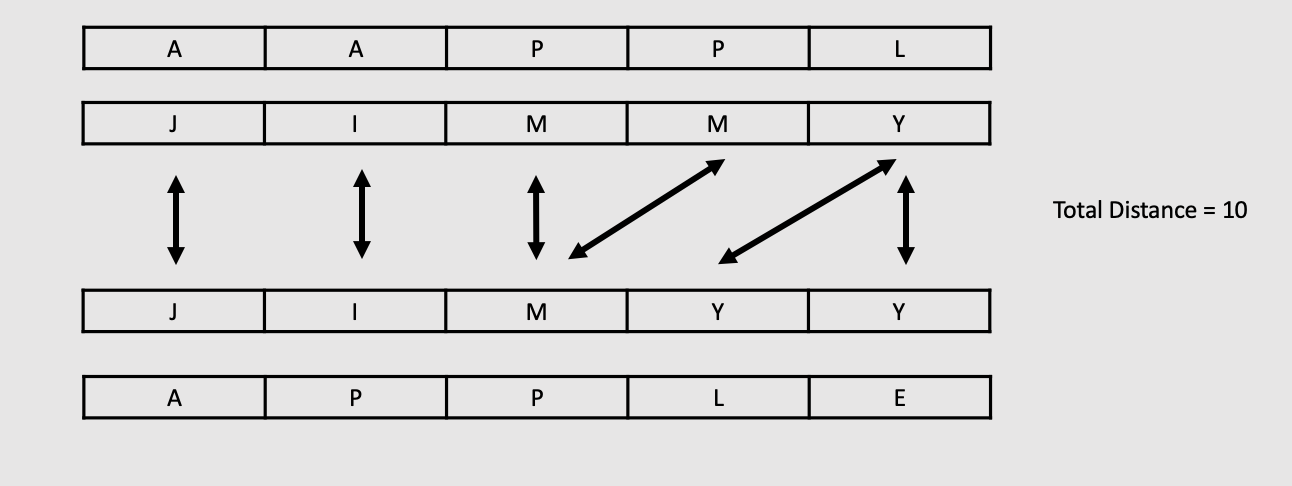 A A P P L
J I M M Y
Total Distance = 10
J I M Y Y
A P P L E